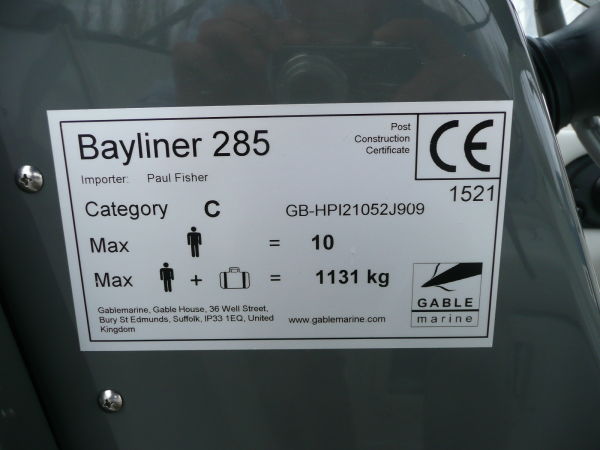 Bayliner 285
Post
Construction
Certificate
CE
Importer: Paul Fisher
1521
Category C GB-HPI21052J909
Max = 10
Max + = 1131 kg
GABLE
marine
Gablemarine, Gable House, 36 Well Street,
Bury St Edmunds, Suffolk, IP33 1EQ, United
Kingdom
www.gablemarine.com